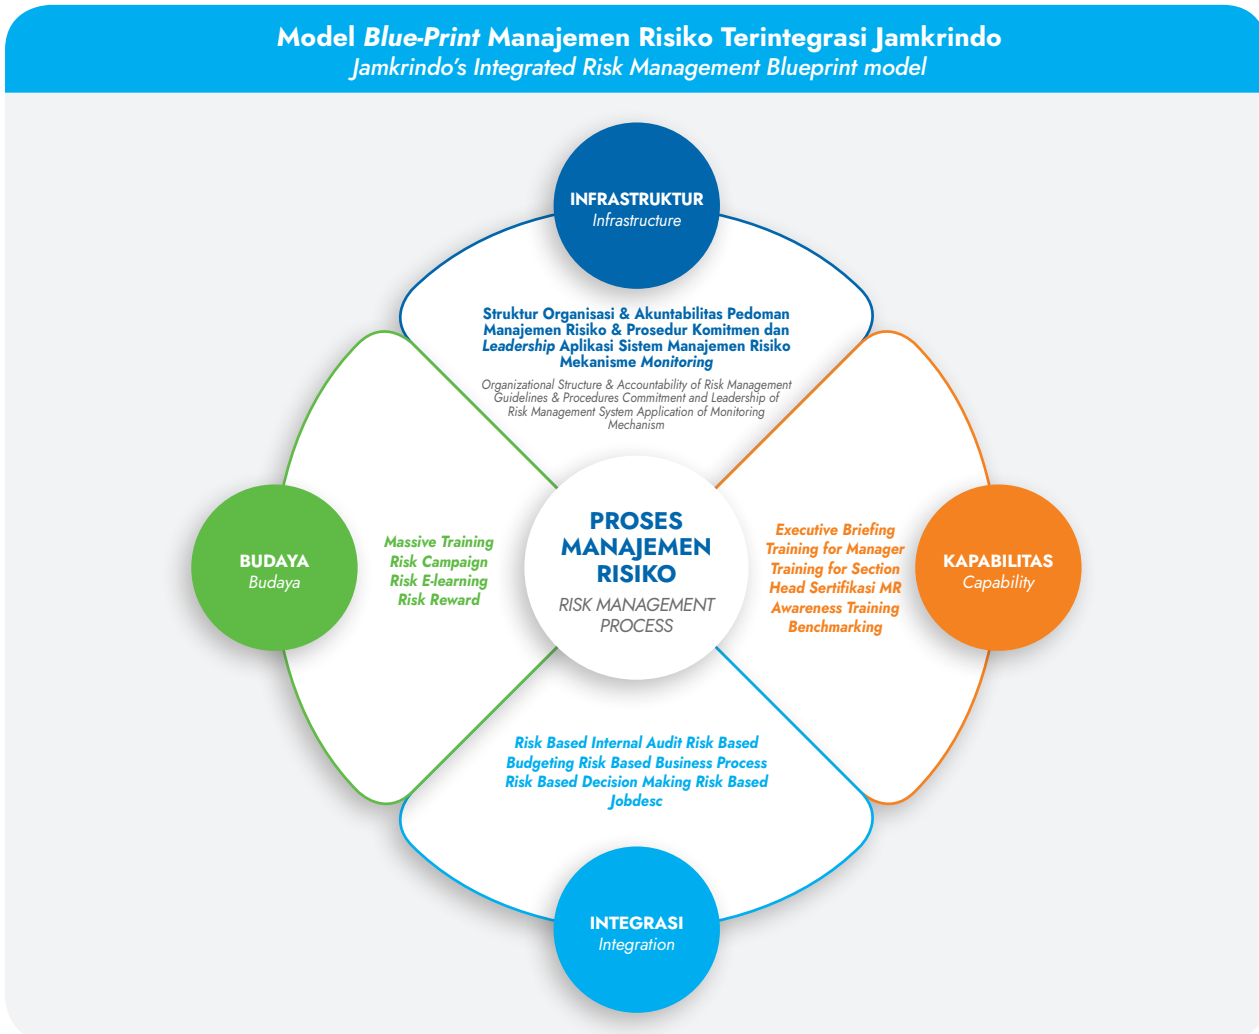 Model Blue-Print Manajemen Risiko Terintegrasi Jamkrindo
Jamkrindo's Integrated Risk Management Blueprint model
INFRASTRUKTUR
Infrastructure
Struktur Organisasi & Akuntabilitas Pedoman
Manajemen Risiko & Prosedur Komitmen dan
Leadership Aplikasi Sistem Manajemen Risiko
Mekanisme Monitoring
Organizational Structure & Accountability of Risk Management
Guidelines & Procedures Commitment and Leadership of
Risk Management System Application of Monitoring
Mechanism
BUDAYA
Budaya
Massive Training
Risk Campaign
Risk E-learning
Risk Reward
PROSES
MANAJEMEN
RISIKO
RISK MANAGEMENT
PROCESS
Executive Briefing
Training for Manager
Training for Section
Head Sertifikasi MR
Awareness Training
Benchmarking
KAPABILITAS
Capability
Risk Based Internal Audit Risk Based
Budgeting Risk Based Business Process
Risk Based Decision Making Risk Based
Jobdesc
INTEGRASI
Integration